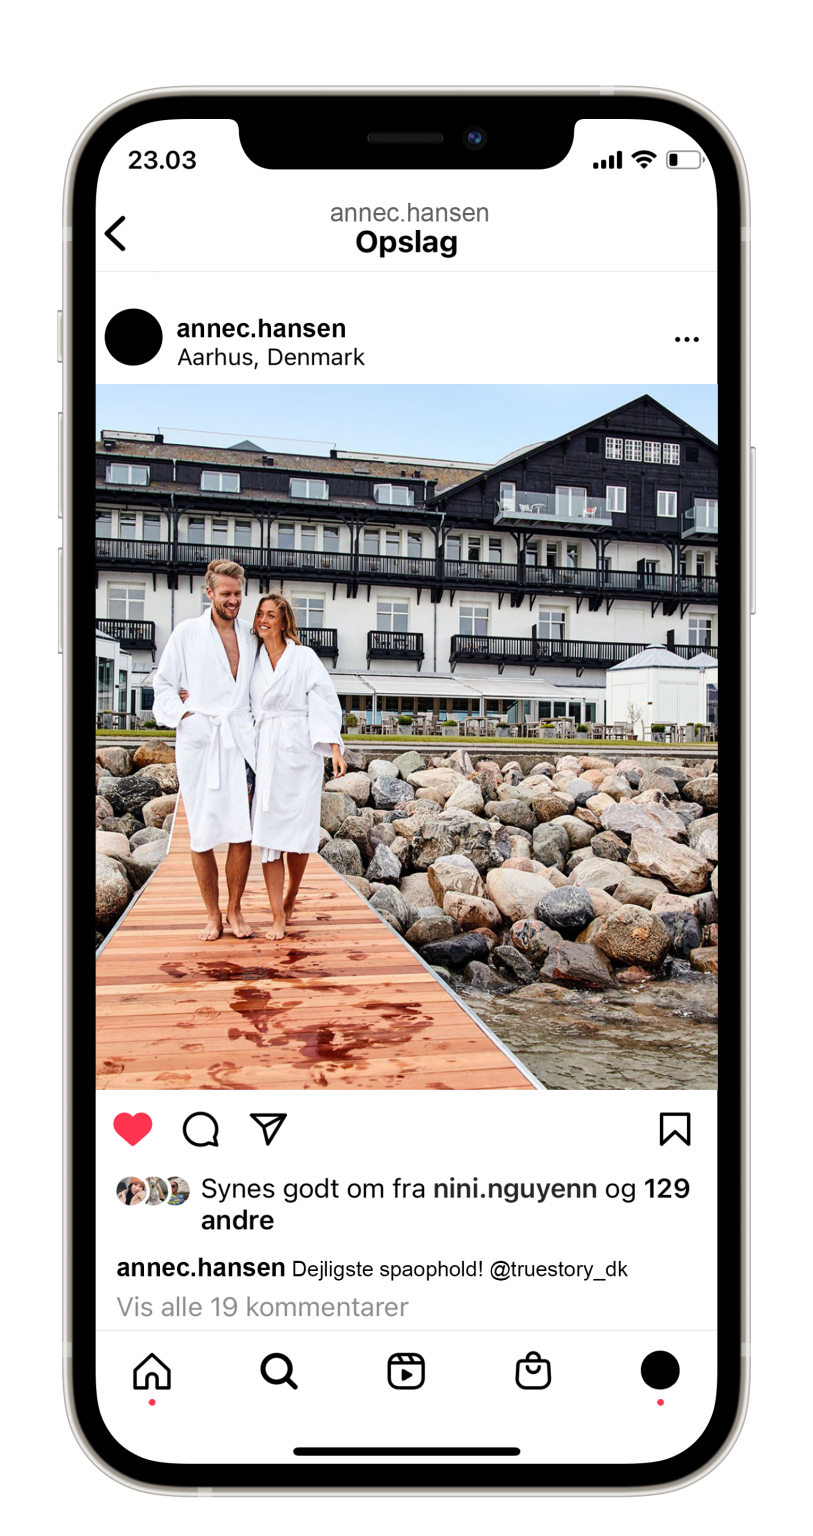 23.03
annec.hansen
Opslag
annec.hansen
Aarhus, Denmark
Synes godt om fra nini.nguyenn og 129
andre
annec.hansen Dejligste spaophold! @truestory_dk
Vis alle 19 kommentarer